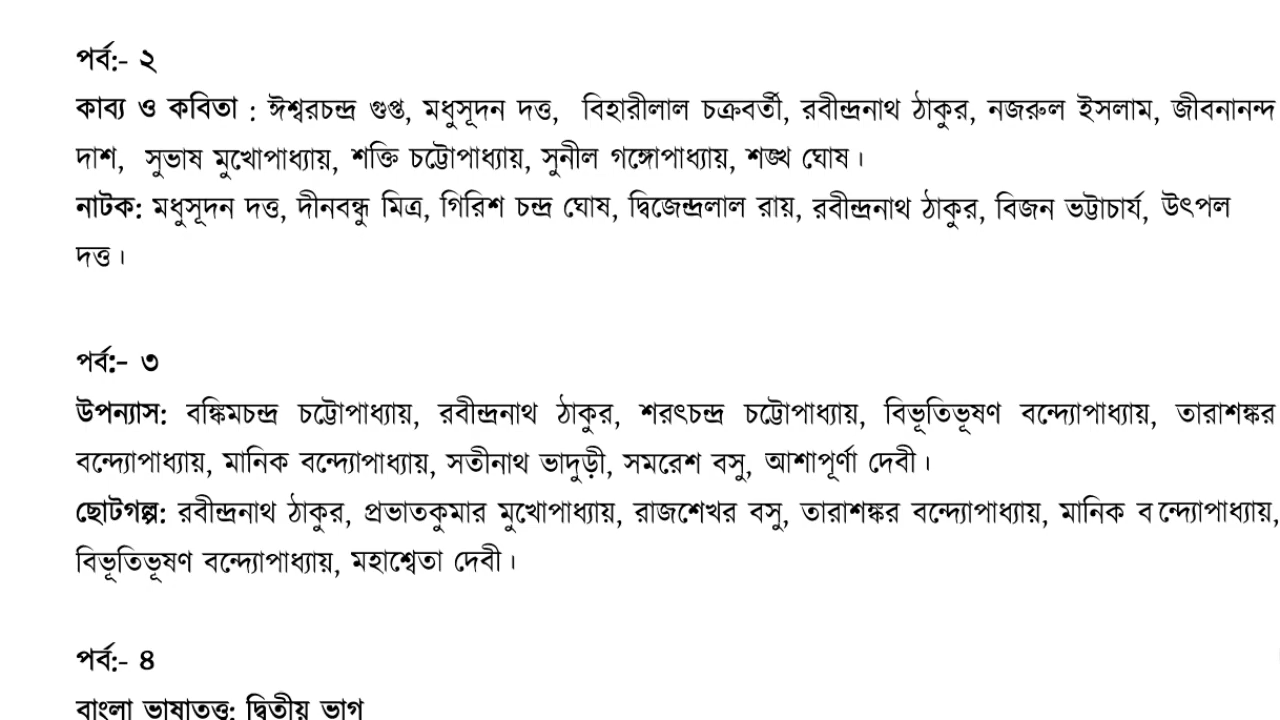 পর্ব:- ২
কাব্য ও কবিতা : ঈশ্বরচন্দ্র গুপ্ত, মধুসূদন দত্ত, বিহারীলাল চক্রবর্তী, রবীন্দ্রনাথ ঠাকুর, নজরুল ইসলাম, জীবনানন্দ
দাশ, সুভাষ মুখোপাধ্যায়, শক্তি চট্টোপাধ্যায়, সুনীল গঙ্গোপাধ্যায়, শঙ্খ ঘোষ।
নাটক: মধুসূদন দত্ত, দীনবন্ধু মিত্র, গিরিশ চন্দ্র ঘোষ, দ্বিজেন্দ্রলাল রায়, রবীন্দ্রনাথ ঠাকুর, বিজন ভট্টাচার্য, উৎপল
দত্ত।
পর্ব:- ৩
উপন্যাস: বঙ্কিমচন্দ্র চট্টোপাধ্যায়, রবীন্দ্রনাথ ঠাকুর, শরৎচন্দ্র চট্টোপাধ্যায়, বিভূতিভূষণ বন্দ্যোপাধ্যায়, তারাশঙ্কর
বন্দ্যোপাধ্যায়, মানিক বন্দ্যোপাধ্যায়, সতীনাথ ভাদুড়ী, সমরেশ বসু, আশাপূর্ণা দেবী।
ছোটগল্প: রবীন্দ্রনাথ ঠাকুর, প্রভাতকুমার মুখোপাধ্যায়, রাজশেখর বসু, তারাশঙ্কর বন্দ্যোপাধ্যায়, মানিক বন্দ্যোপাধ্যায়,
বিভূতিভূষণ বন্দ্যোপাধ্যায়, মহাশ্বেতা দেবী।
পর্ব:- ৪
বাংলা ভাষাতত্ত: দ্বিতীয় ভাগ